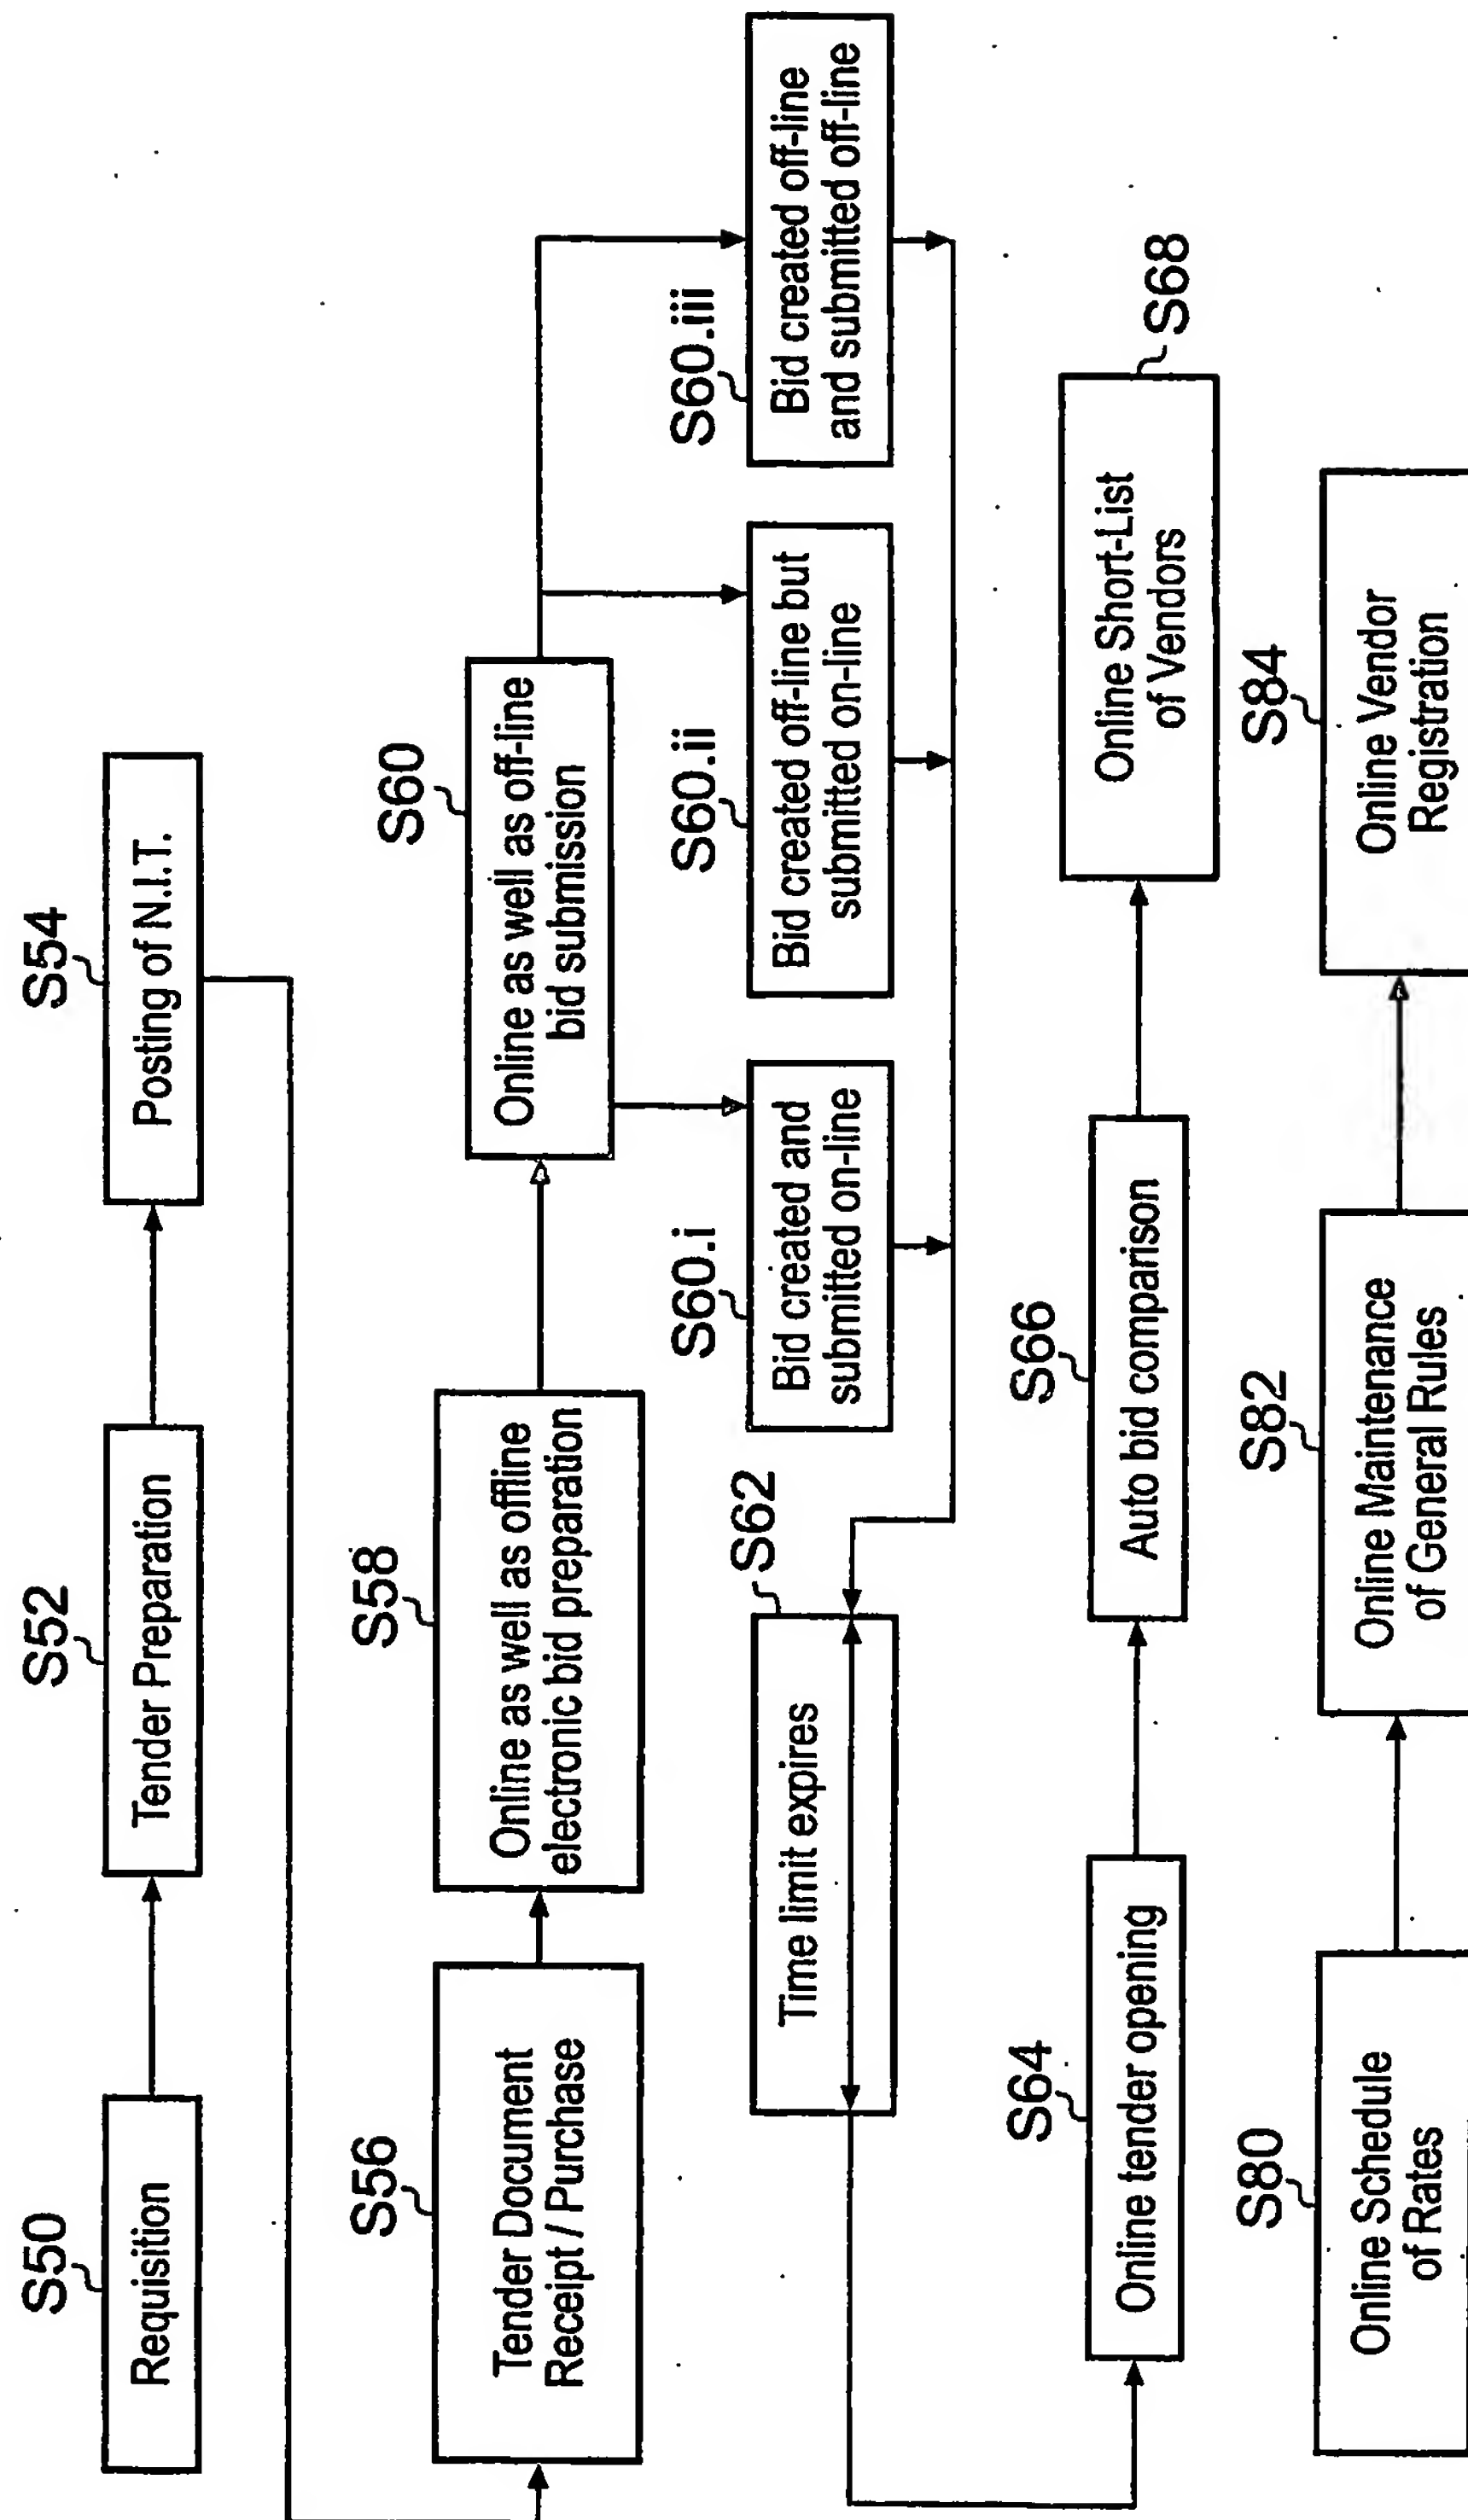 S50
Requisition
S52
Tender Preparation
S54
Posting of N.I.T.
S56
Tender Document
Receipt / Purchase
S58
Online as well as offline
electronic bid preparation
S60
Online as well as off-line
bid submission
S60.i
Bid created and
submitted on-line
S60.ii
Bid created off-line but
submitted on-line
S60.iii
Bid created off-line
and submitted off-line
S62
Time limit expires
S64
Online tender opening
S66
Auto bid comparison
Online Short-List
of Vendors
S68
S80
Online Schedule
of Rates
S82
Online Maintenance
of General Rules
S84
Online Vendor
Registration